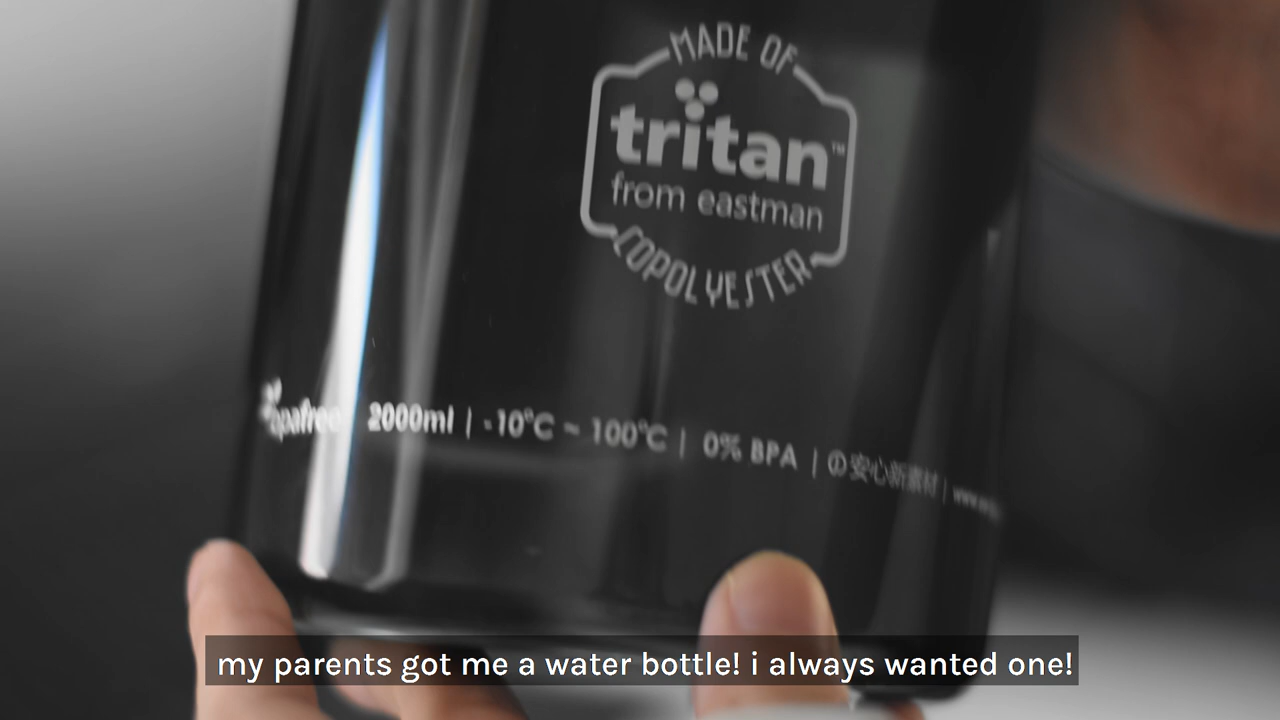 MADE OF
tritan™
from eastman
COPOLYESTER
2000ml | -10°C ~ 100°C | 0% BPA | 安心新素材 |
my parents got me a water bottle! i always wanted one!